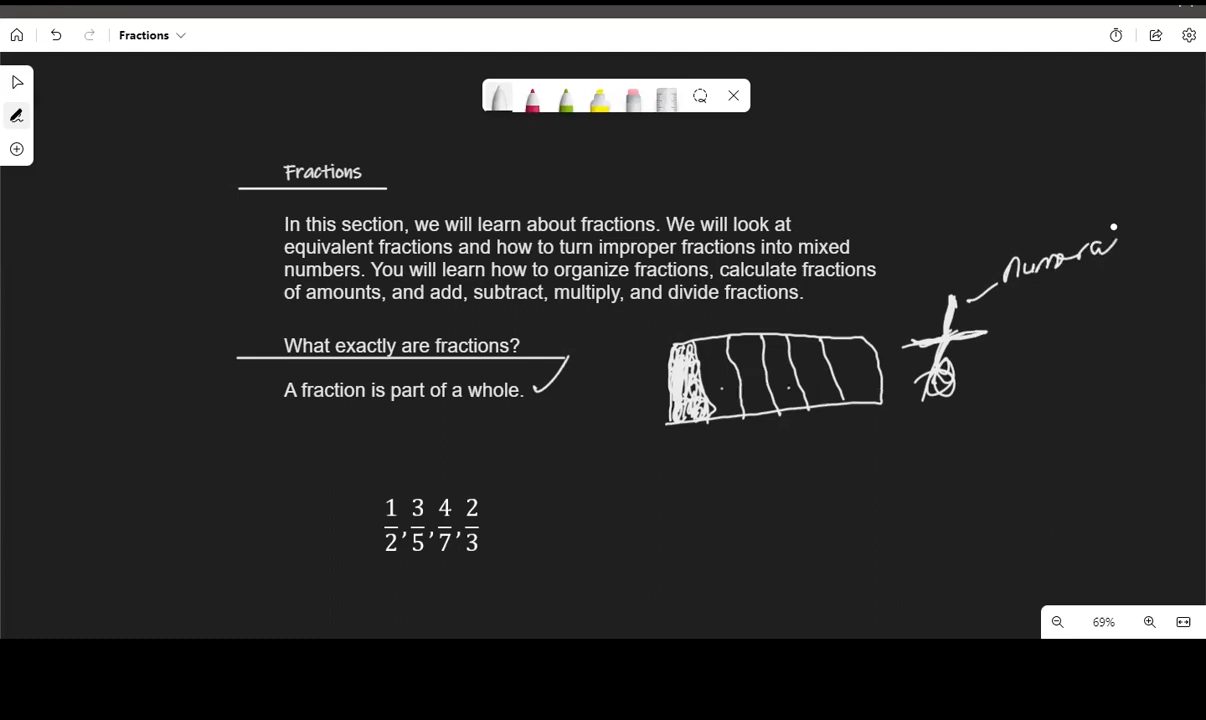 Fractions
Fractions
In this section, we will learn about fractions. We will look at
equivalent fractions and how to turn improper fractions into mixed
numbers. You will learn how to organize fractions, calculate fractions
of amounts, and add, subtract, multiply, and divide fractions.
numora
What exactly are fractions?
A fraction is part of a whole.
1/2, 3/5, 4/7, 2/3
69%